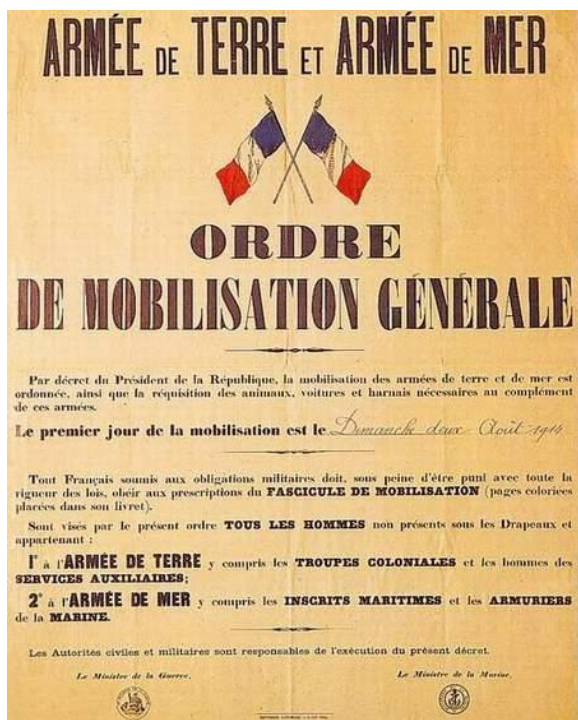 ARMÉE DE TERRE ET ARMÉE DE MER
ORDRE
DE MOBILISATION GÉNÉRALE
Par décret du Président de la République, la mobilisation des armées de terre et de mer est
ordonnée, ainsi que la réquisition des animaux, voitures et harnais nécessaires au complément
de ces armées.
Le premier jour de la mobilisation est le Dimanche deux Août 1914
Tout Français soumis aux obligations militaires doit, sous peine d'être puni avec toute la
rigueur des lois, obéir aux prescriptions du FASCICULE DE MOBILISATION (pages coloriées
placées dans son livret).
Sont visés par le présent ordre TOUS LES HOMMES non présents sous les Drapeaux et
appartenant :
1° à l'ARMÉE DE TERRE y compris les TROUPES COLONIALES et les hommes des
SERVICES AUXILIAIRES;
2° à l'ARMÉE DE MER y compris les INSCRITS MARITIMES et les ARMURIERS
de la MARINE.
Les Autorités civiles et militaires sont responsables de l'exécution du présent décret.
Le Ministre de la Guerre, Le Ministre de la Marine,